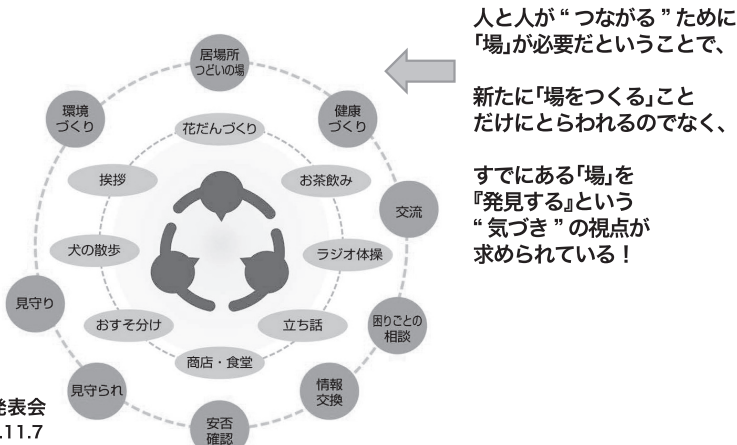 人と人が“つながる”ために
「場」が必要だということで、
新たに「場をつくる」こと
だけにとらわれるのでなく、
すでにある「場」を
『発見する』という
“気づき”の視点が
求められている！
居場所
つどいの場
健康
づくり
交流
困りごとの
相談
情報
交換
安否
確認
見守られ
見守り
環境
づくり
花だんづくり
お茶飲み
ラジオ体操
立ち話
商店・食堂
おすそ分け
犬の散歩
挨拶
発表会
.11.7